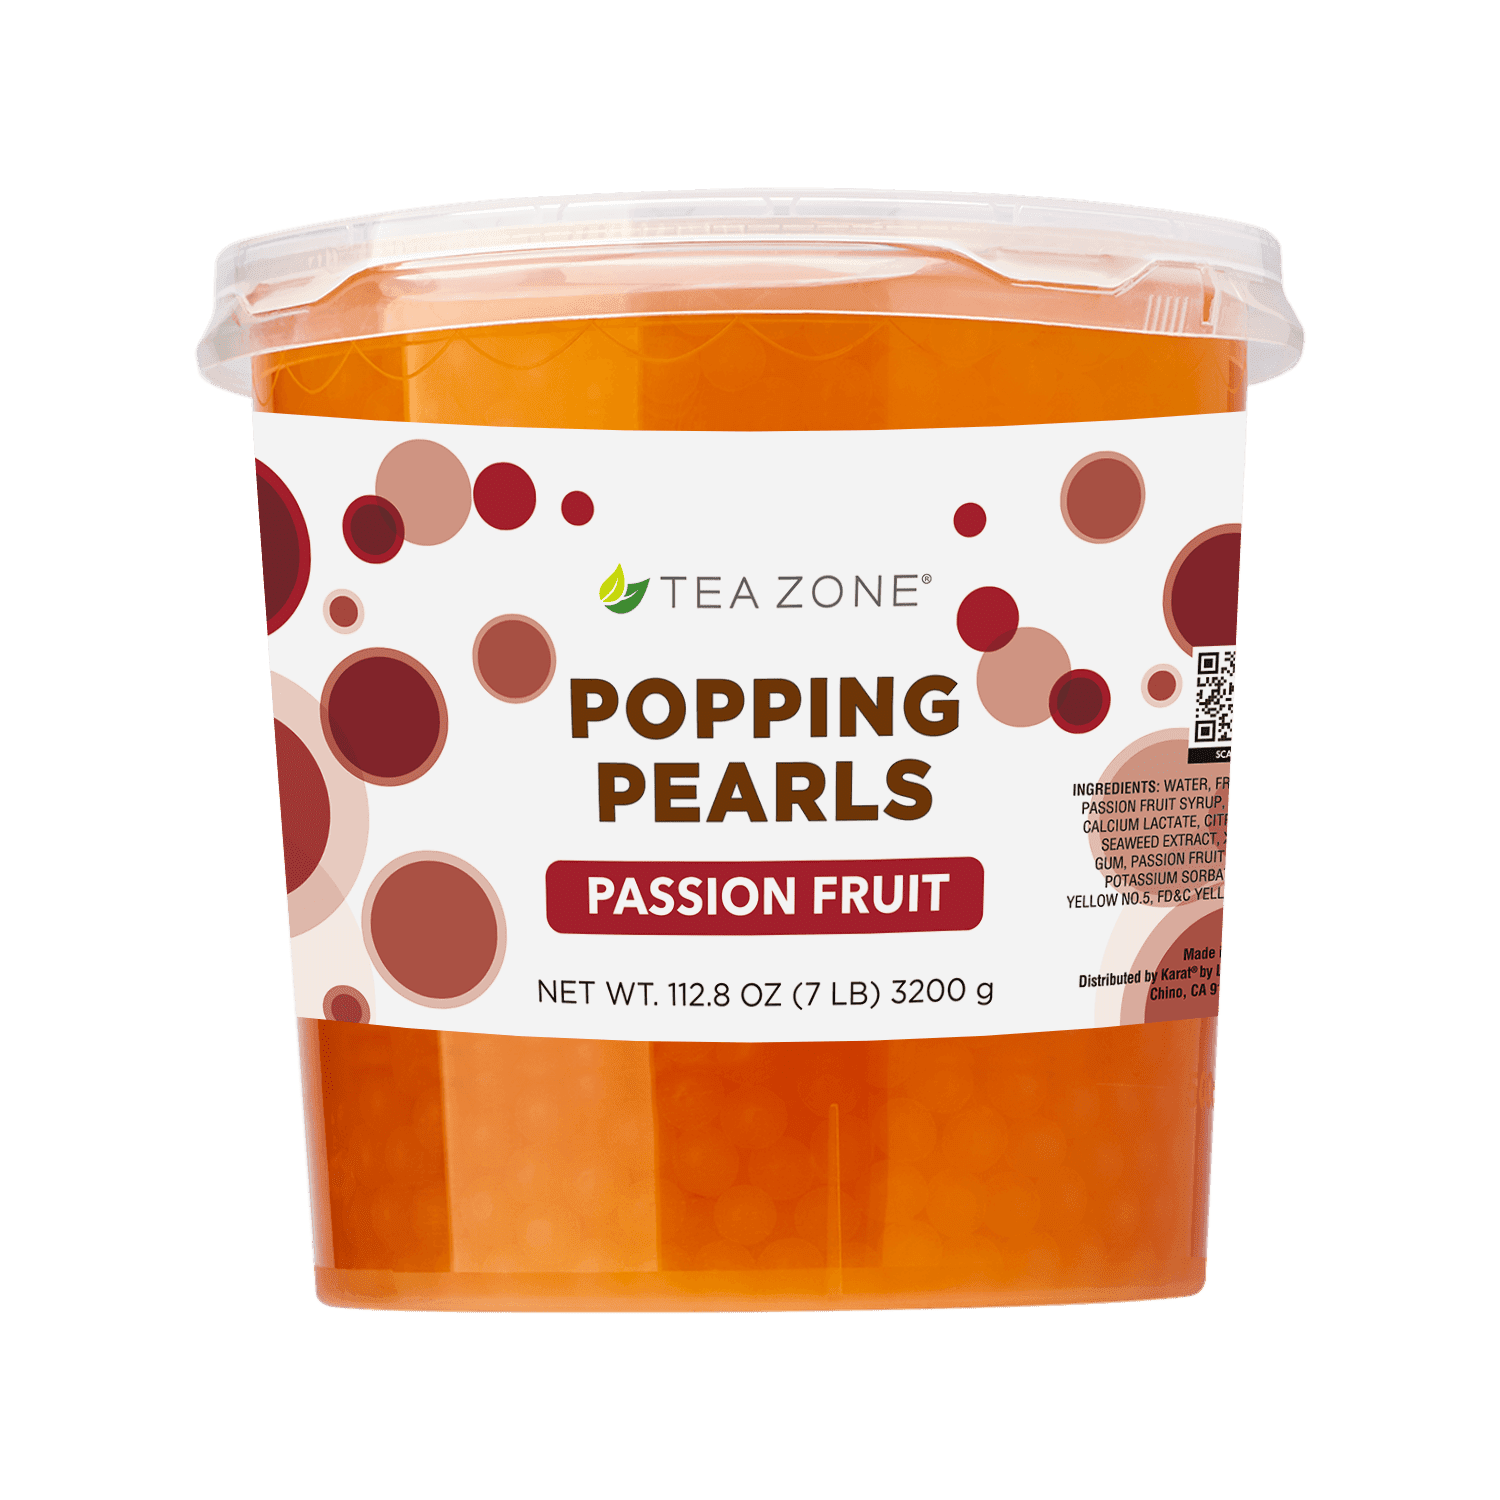 TEA ZONE®
POPPING
PEARLS
PASSION FRUIT
NET WT. 112.8 OZ (7 LB) 3200 g
INGREDIENTS: WATER,
PASSION FRUIT SYRUP,
CALCIUM LACTATE,
SEAWEED EXTRACT,
GUM, PASSION FRUIT
POTASSIUM
YELLOW NO.5, FD&C
Made
Distributed by Karat® by
Chino, CA